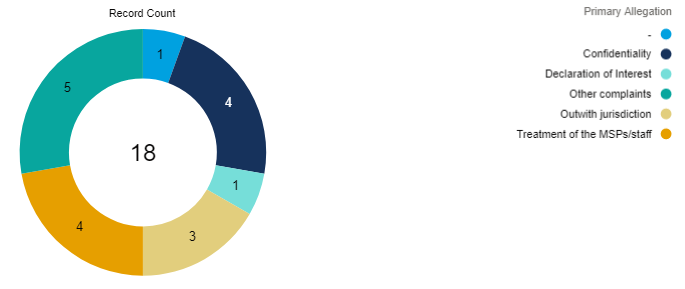 Record Count
1
4
1
3
4
5
18
Primary Allegation
-
Confidentiality
Declaration of Interest
Other complaints
Outwith jurisdiction
Treatment of the MSPs/staff